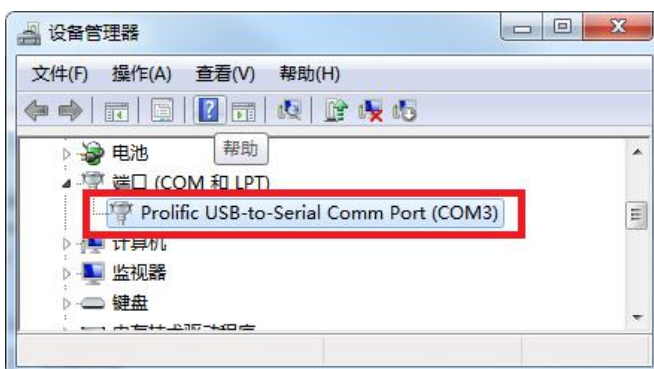 设备管理器
文件(F) 操作(A) 查看(V) 帮助(H)
帮助
电池
端口 (COM 和 LPT)
Prolific USB-to-Serial Comm Port (COM3)
计算机
监视器
键盘